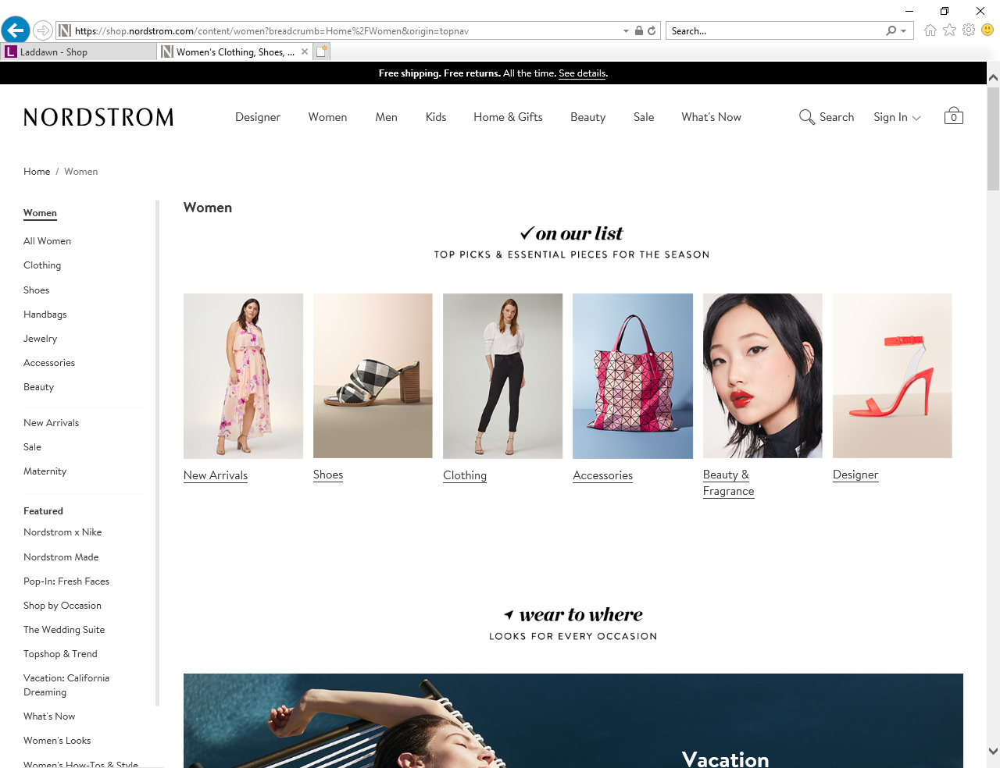 https://shop.nordstrom.com/content/women?breadcrumb=Home%2FWomen&origin=topnav
Search...
L Laddawn - Shop
N Women's Clothing, Shoes, ...
Free shipping. Free returns. All the time. See details.
NORDSTROM
Designer
Women
Men
Kids
Home & Gifts
Beauty
Sale
What's Now
Search
Sign In
0
Home / Women
Women
All Women
Clothing
Shoes
Handbags
Jewelry
Accessories
Beauty
New Arrivals
Sale
Maternity
Featured
Nordstrom x Nike
Nordstrom Made
Pop-In: Fresh Faces
Shop by Occasion
The Wedding Suite
Topshop & Trend
Vacation: California
Dreaming
What's Now
Women's Looks
Women's How-Tos & Style
Women
on our list
TOP PICKS & ESSENTIAL PIECES FOR THE SEASON
New Arrivals
Shoes
Clothing
Accessories
Beauty &
Fragrance
Designer
wear to where
LOOKS FOR EVERY OCCASION
Vacation